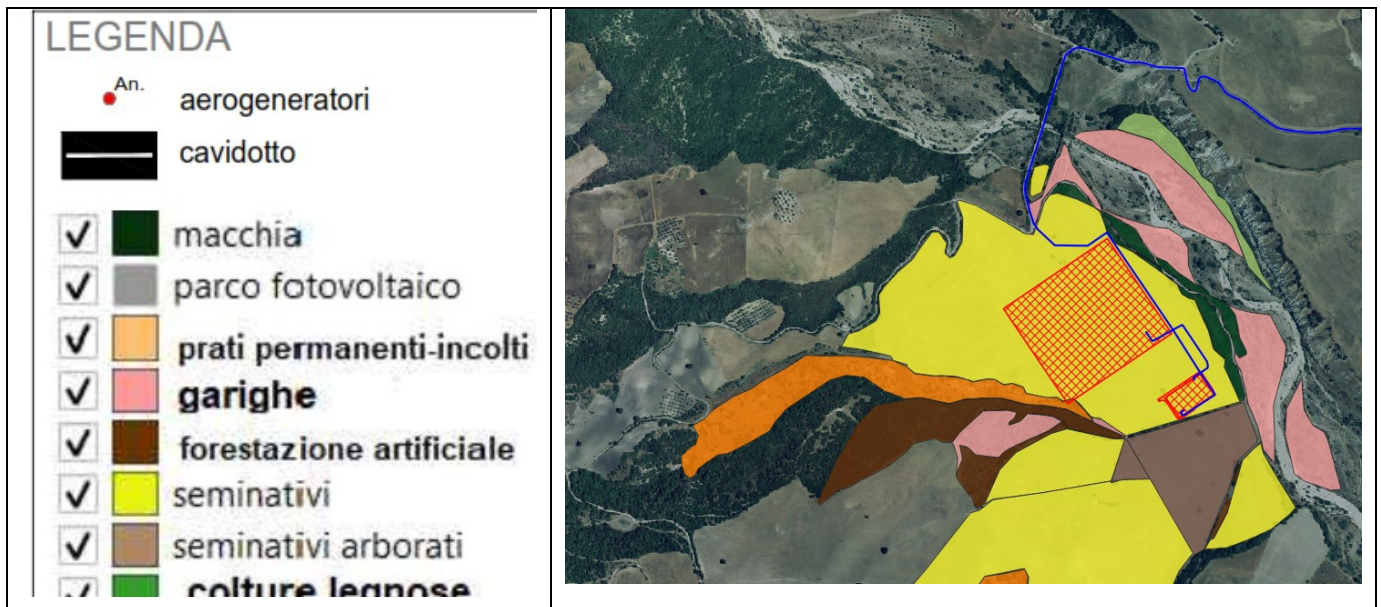 LEGENDA
An.
aerogeneratori
cavidotto
macchia
parco fotovoltaico
prati permanenti-incolti
garighe
forestazione artificiale
seminativi
seminativi arborati
colture legnose